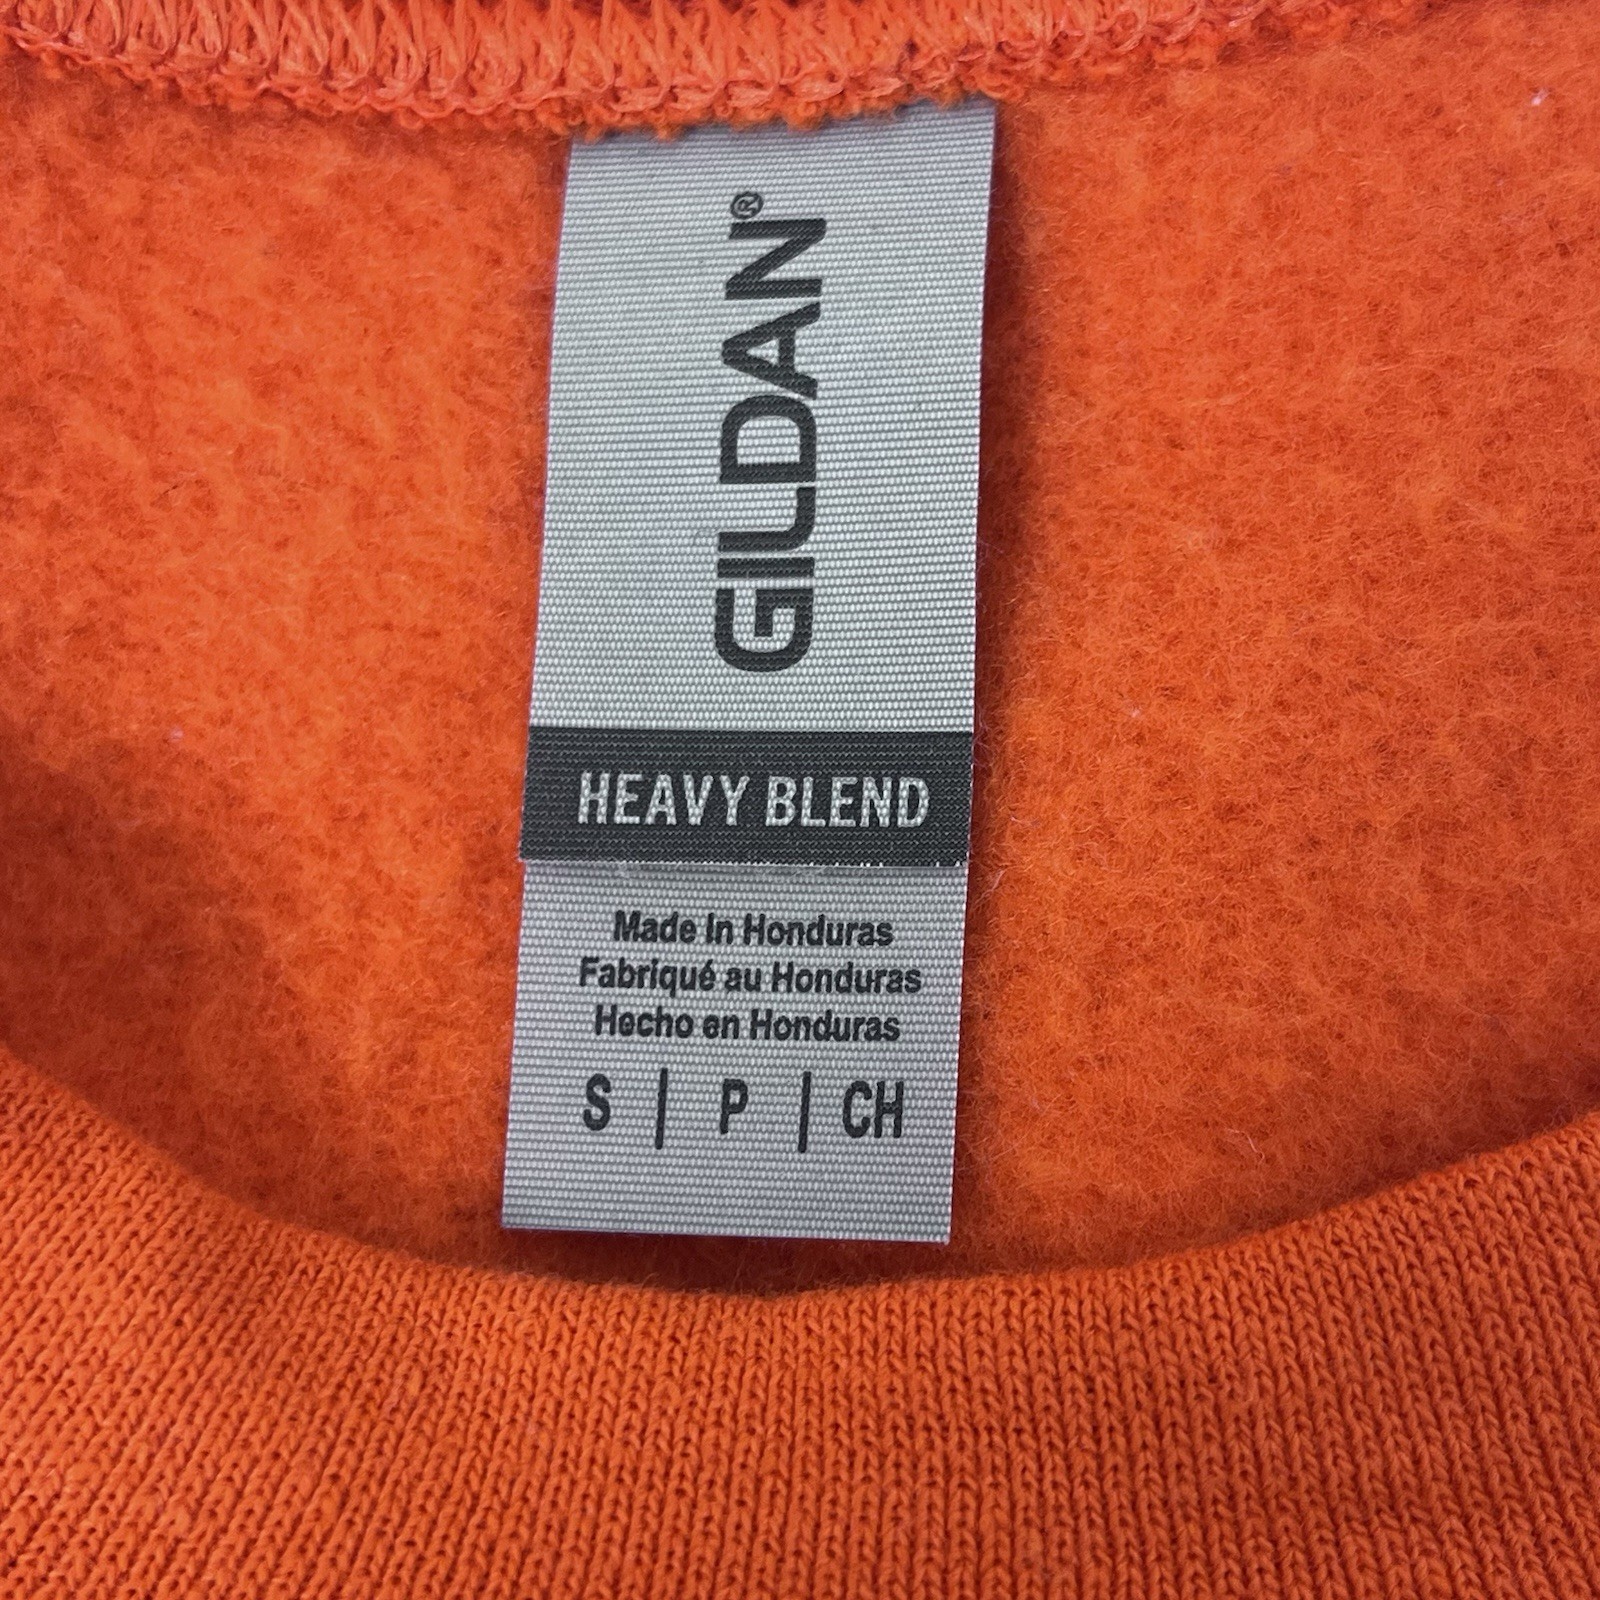 GILDAN®
HEAVY BLEND
Made In Honduras
Fabriqué au Honduras
Hecho en Honduras
S | P | CH